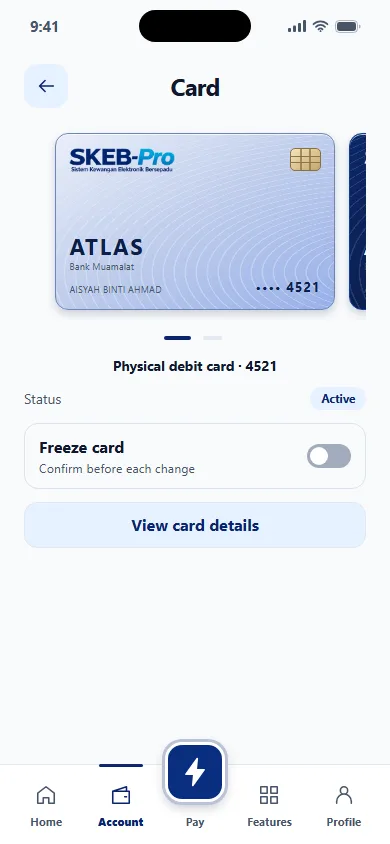 9:41
Card
SKEB-Pro
Sistem Kewangan Elektronik Bersepadu
ATLAS
Bank Muamalat
AISYAH BINTI AHMAD
•••• 4521
Physical debit card · 4521
Status
Active
Freeze card
Confirm before each change
View card details
Home
Account
Pay
Features
Profile